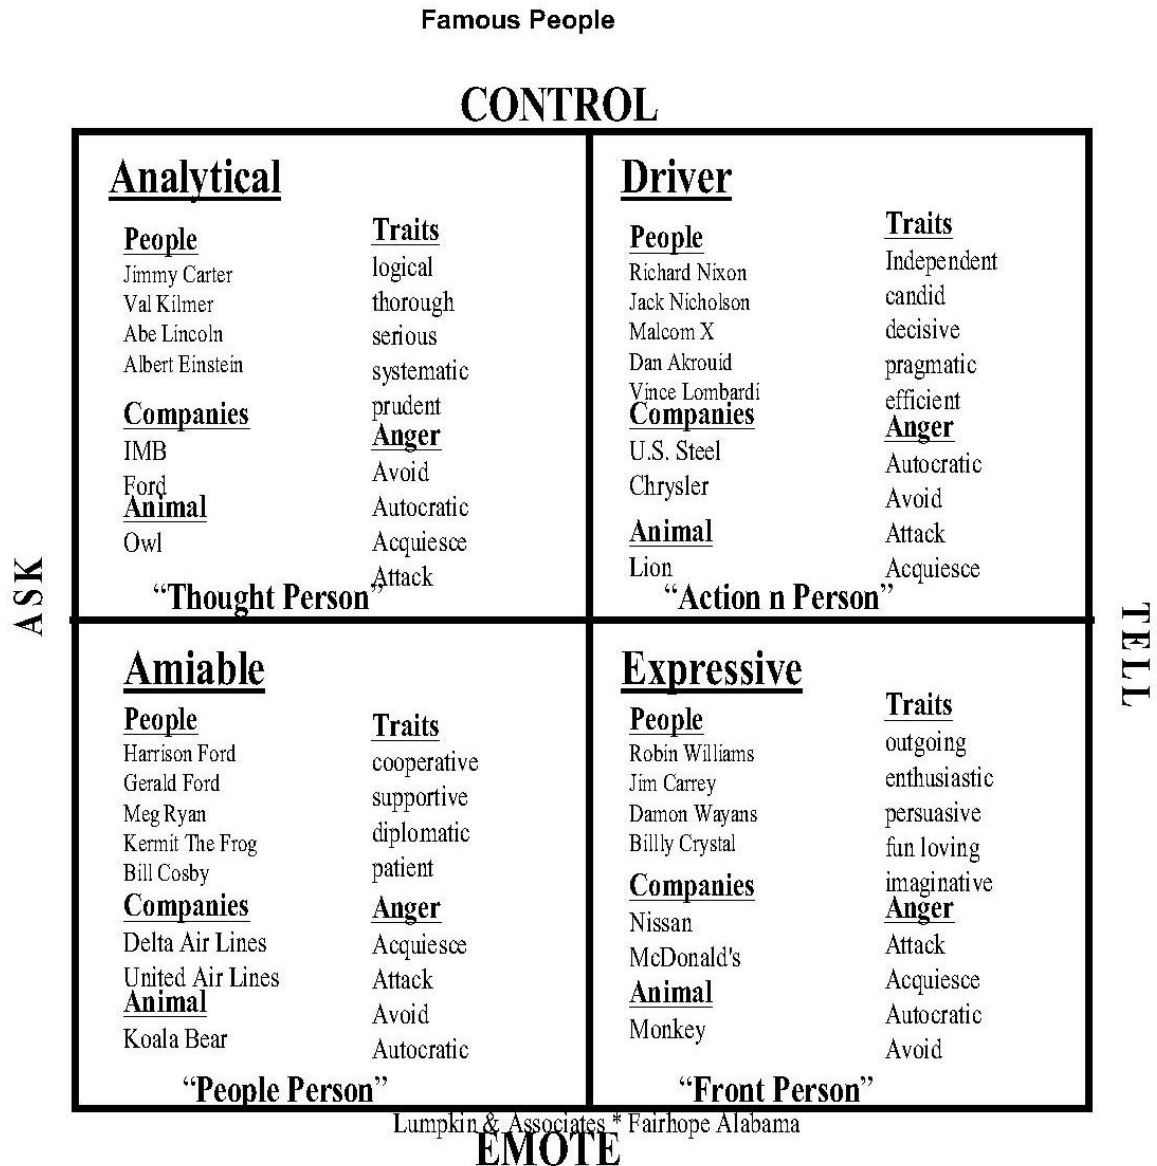 Famous People
CONTROL
Analytical
People
Jimmy Carter
Val Kilmer
Abe Lincoln
Albert Einstein
Companies
IMB
Ford
Animal
Owl
Traits
logical
thorough
serious
systematic
prudent
Anger
Avoid
Autocratic
Acquiesce
Attack
“Thought Person”
Driver
People
Richard Nixon
Jack Nicholson
Malcom X
Dan Akrouid
Vince Lombardi
Companies
U.S. Steel
Chrysler
Animal
Lion
Traits
Independent
candid
decisive
pragmatic
efficient
Anger
Autocratic
Avoid
Attack
Acquiesce
“Action n Person”
ASK
TELL
Amiable
People
Harrison Ford
Gerald Ford
Meg Ryan
Kermit The Frog
Bill Cosby
Companies
Delta Air Lines
United Air Lines
Animal
Koala Bear
Traits
cooperative
supportive
diplomatic
patient
Anger
Acquiesce
Attack
Avoid
Autocratic
“People Person”
Expressive
People
Robin Williams
Jim Carrey
Damon Wayans
Billly Crystal
Companies
Nissan
McDonald's
Animal
Monkey
Traits
outgoing
enthusiastic
persuasive
fun loving
imaginative
Anger
Attack
Acquiesce
Autocratic
Avoid
“Front Person”
Lumpkin & Associates * Fairhope Alabama
EMOTE